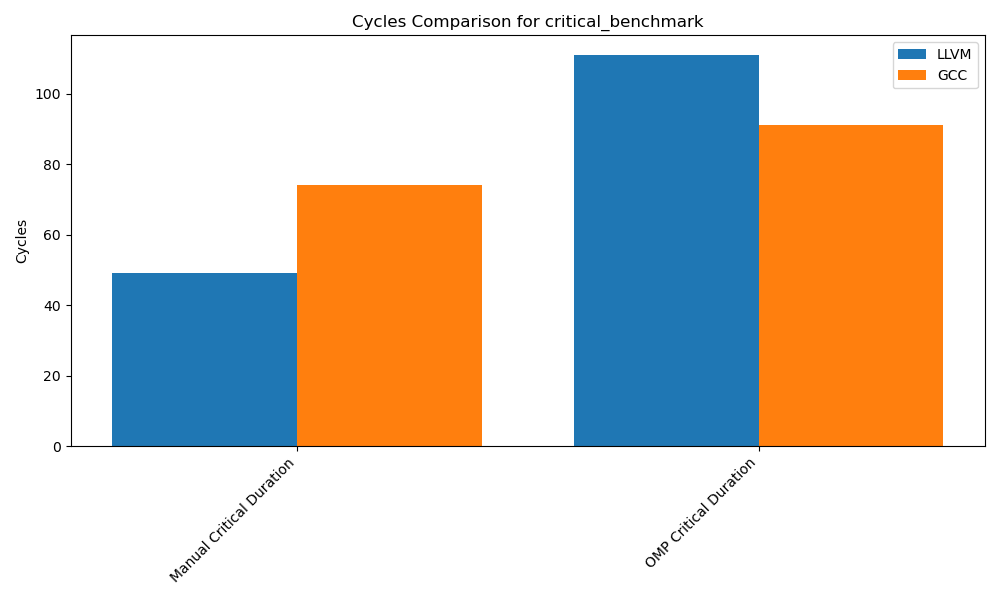 Cycles Comparison for critical_benchmark
LLVM
GCC
Cycles
100
80
60
40
20
0
Manual Critical Duration
OMP Critical Duration